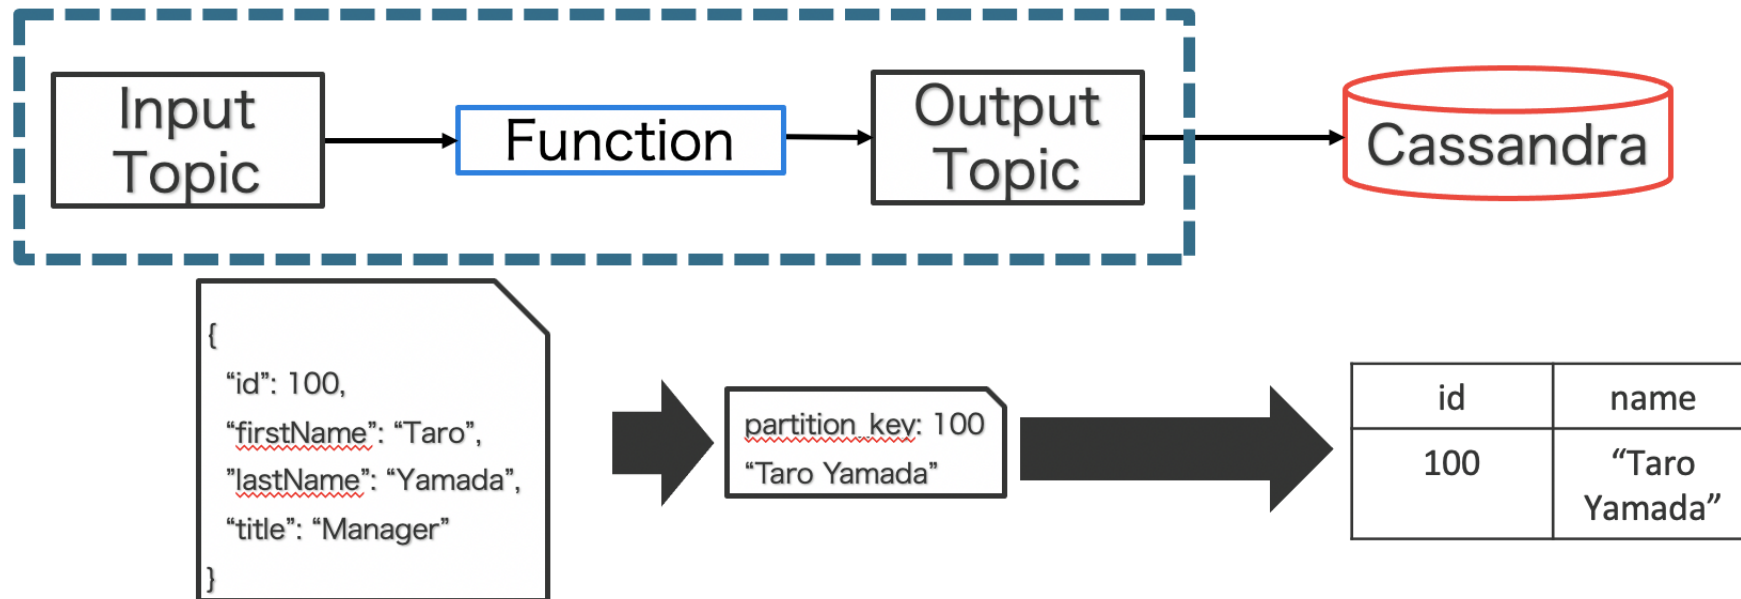 Input
Topic
Function
Output
Topic
Cassandra
{
“id”: 100,
“firstName”: “Taro”,
”lastName”: “Yamada”,
“title”: “Manager”
}
partition_key: 100
“Taro Yamada”
id name
100 “Taro
Yamada”